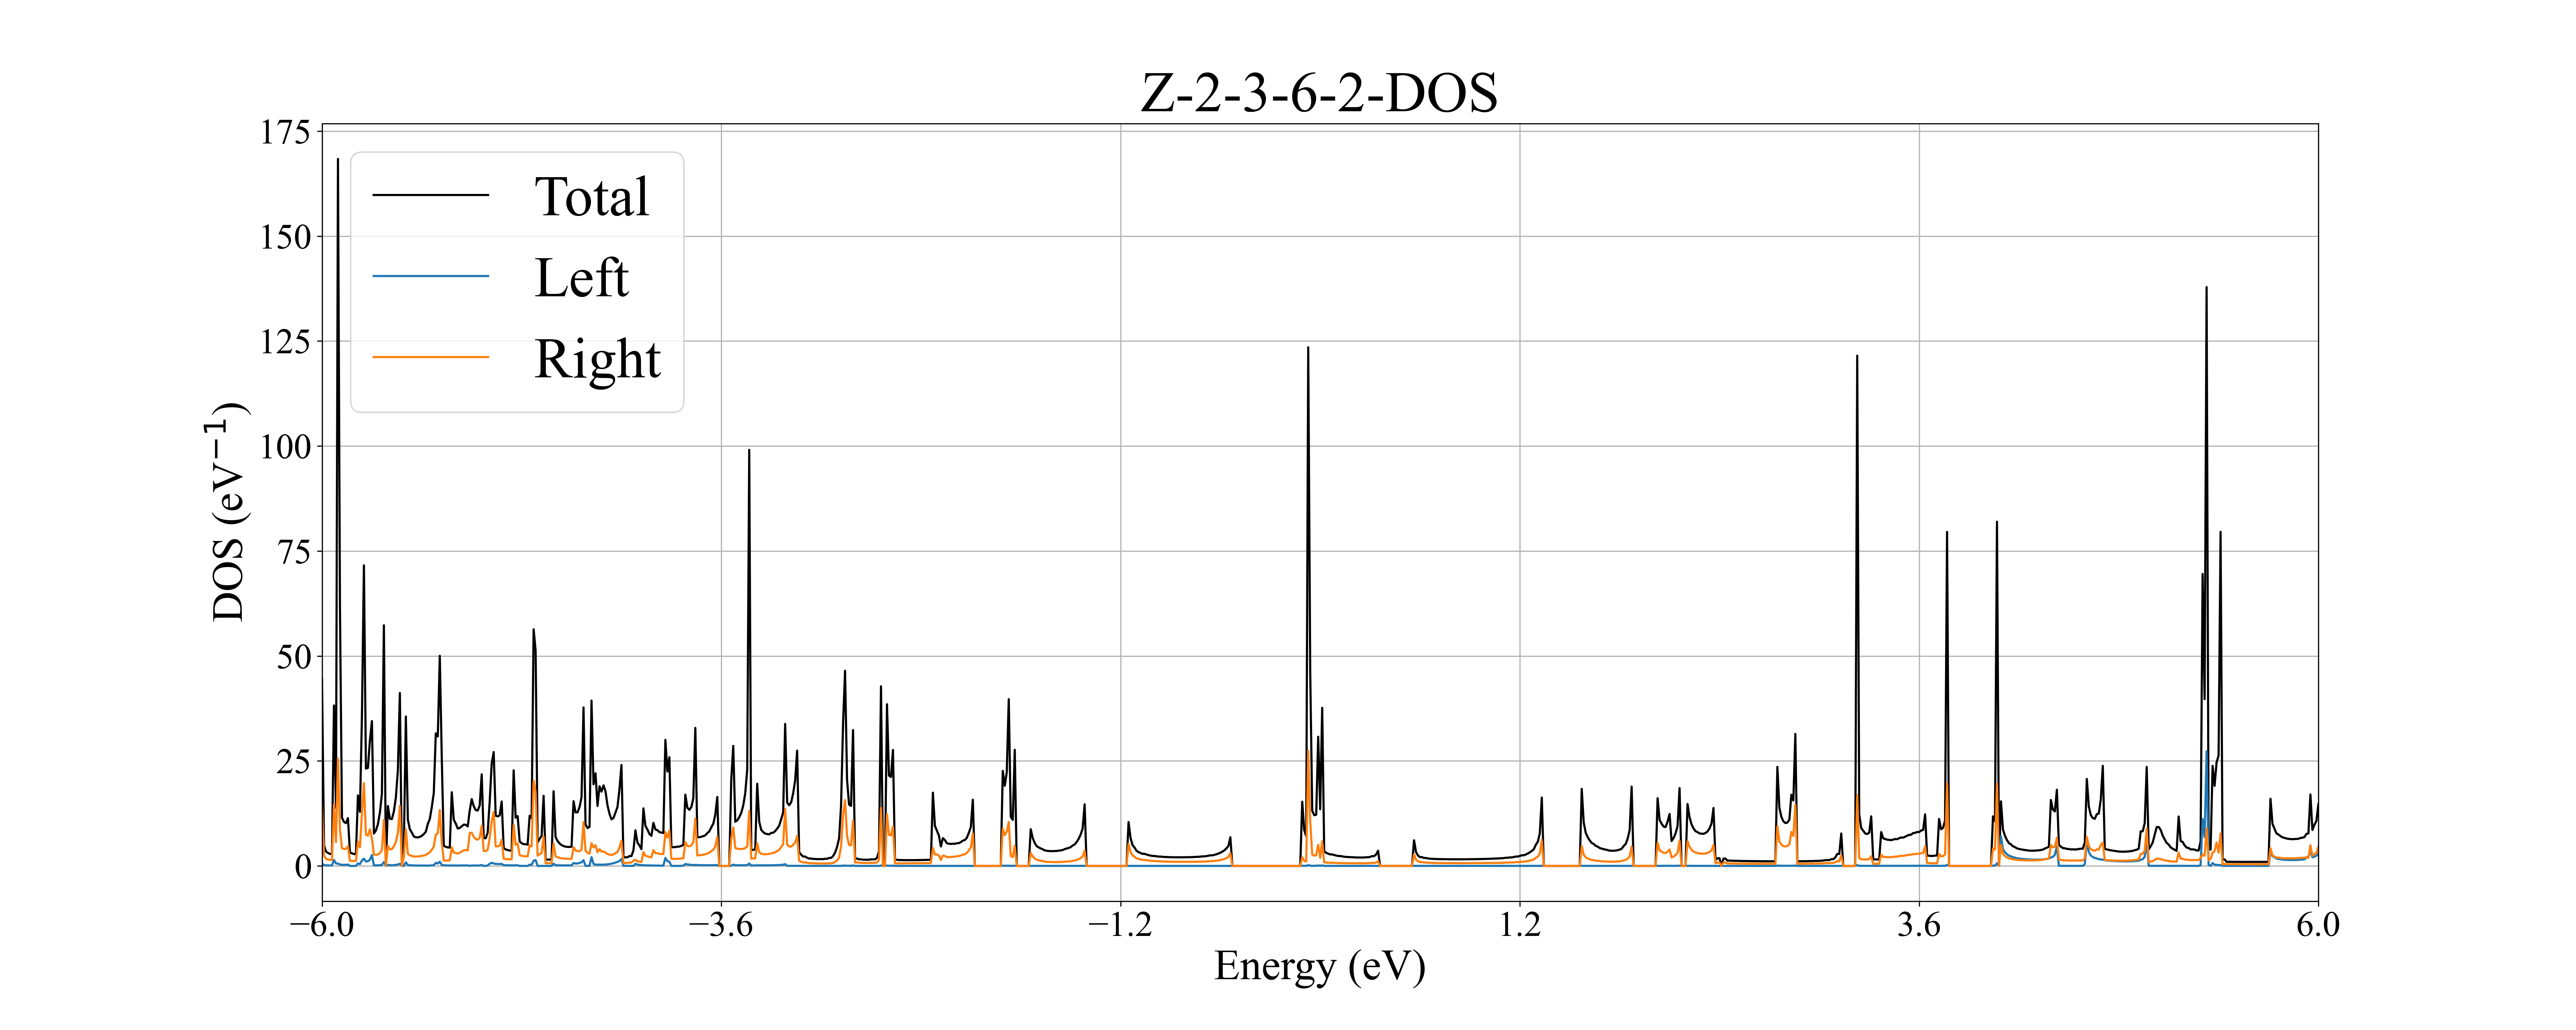 Z-2-3-6-2-DOS
175
150
125
100
75
50
25
0
DOS (eV⁻¹)
Total
Left
Right
−6.0
−3.6
−1.2
1.2
3.6
6.0
Energy (eV)